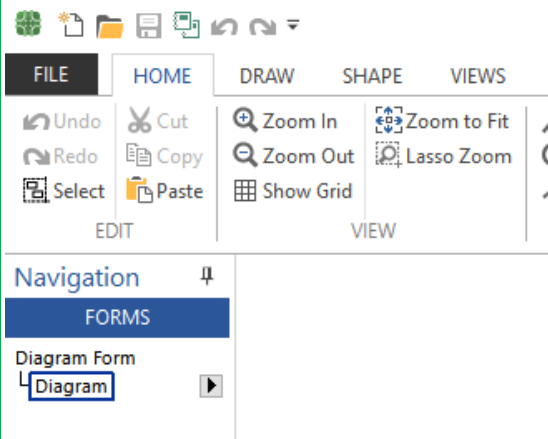 FILE HOME DRAW SHAPE VIEWS
Undo Cut Zoom In Zoom to Fit
Redo Copy Zoom Out Lasso Zoom
Select Paste Show Grid
EDIT VIEW
Navigation
FORMS
Diagram Form
Diagram